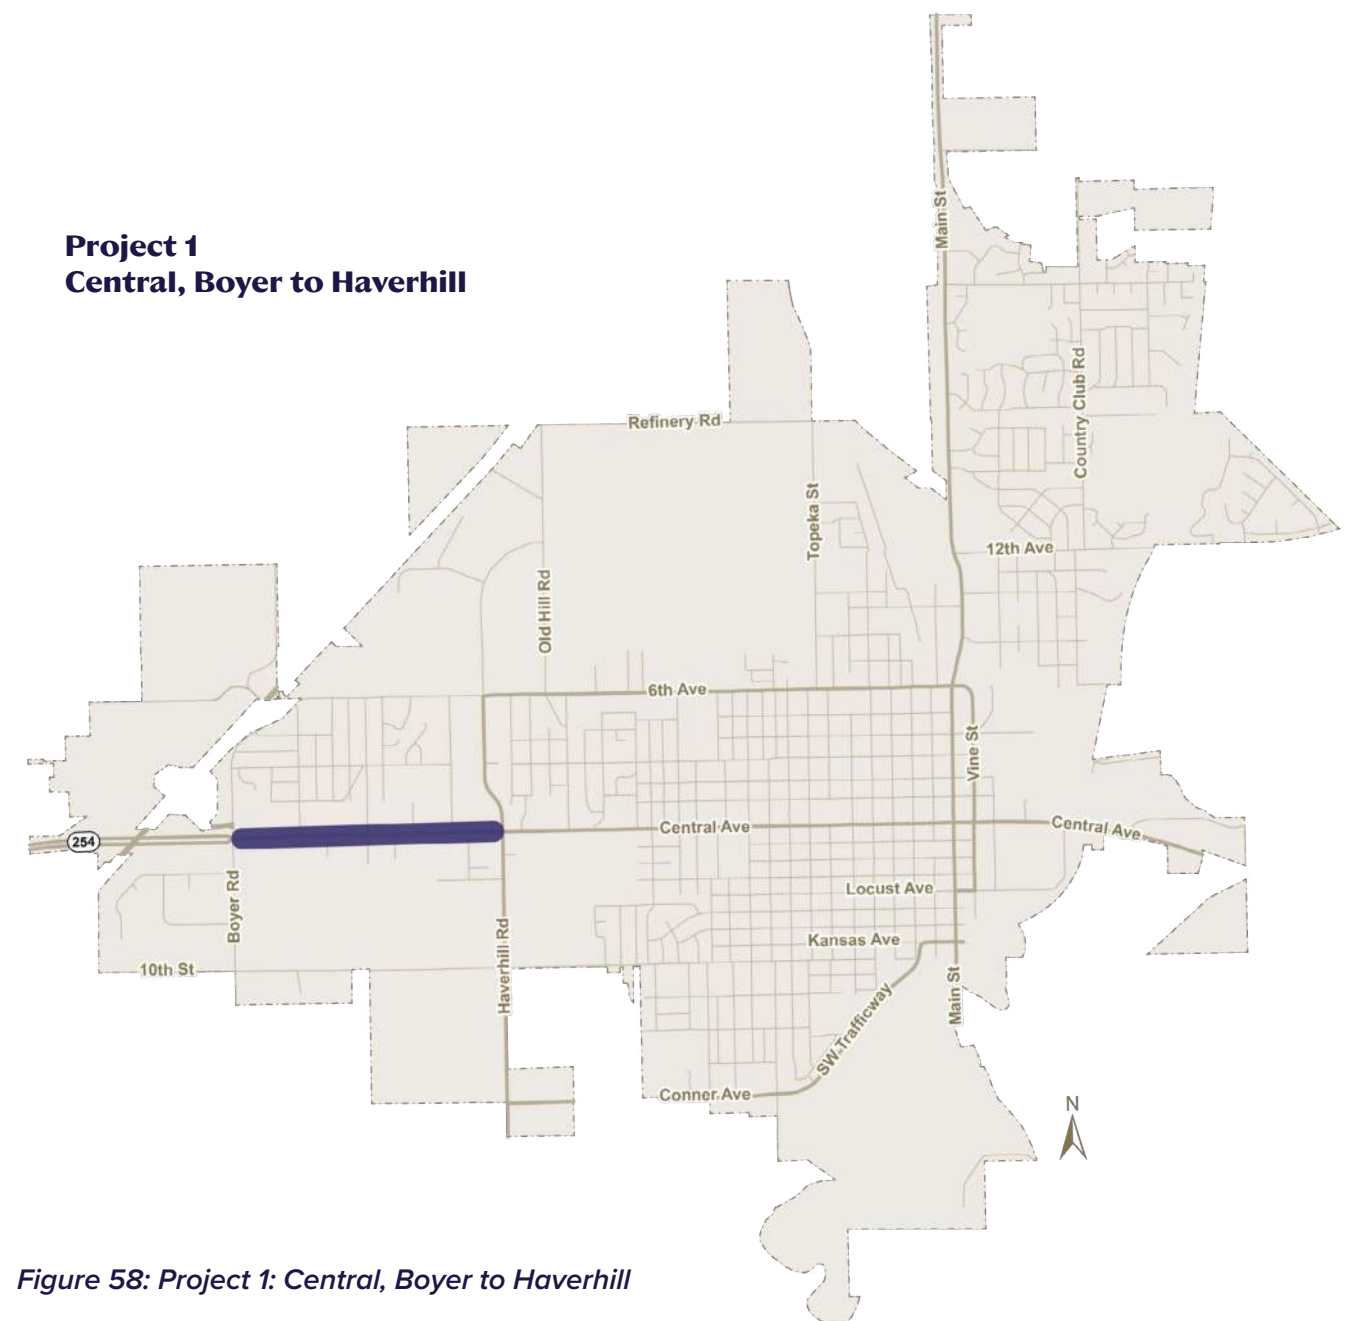 Project 1
Central, Boyer to Haverhill
Main St
Country Club Rd
Refinery Rd
Topeka St
12th Ave
Old Hill Rd
6th Ave
Vine St
254
Central Ave
Central Ave
Boyer Rd
Locust Ave
Haverhill Rd
Kansas Ave
10th St
Main St
SW Trafficway
Conner Ave
N
Figure 58: Project 1: Central, Boyer to Haverhill